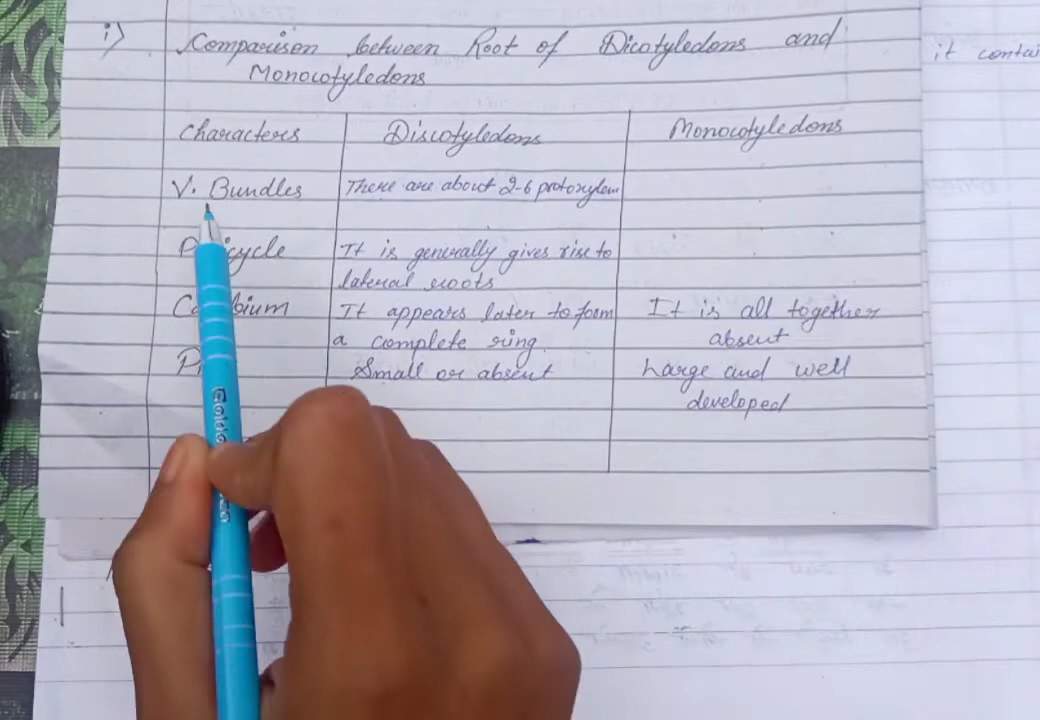 i) Comparison between Root of Dicotyledons and
Monocotyledons
it contai
Characters Discotyledons Monocotyledons
V. Bundles There are about 2-6 protoxylem
It is generally gives rise to
lateral roots
It appears later to form It is all together
a complete ring. absent
Small or absent Large and well
developed